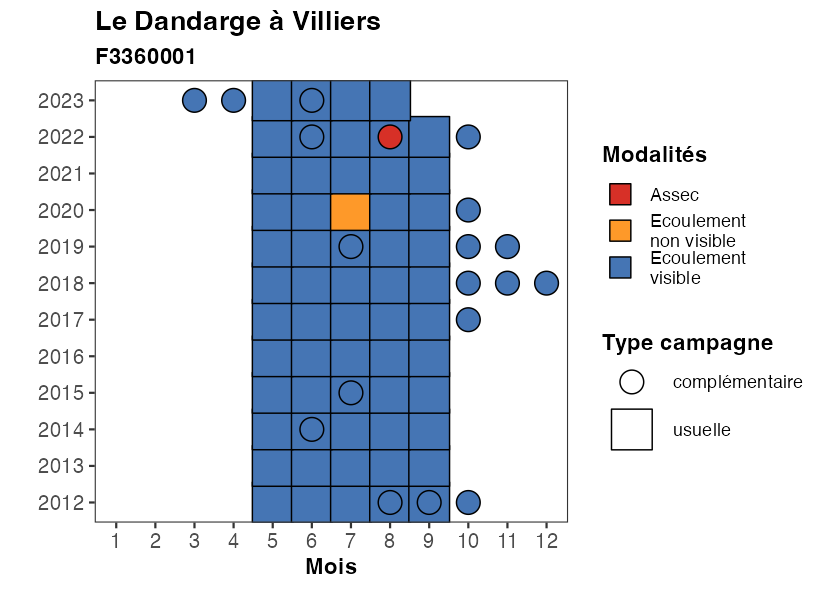 Le Dandarge à Villiers
F3360001
2023
2022
2021
2020
2019
2018
2017
2016
2015
2014
2013
2012
1 2 3 4 5 6 7 8 9 10 11 12
Mois
Modalités
Assec
Ecoulement
non visible
Ecoulement
visible
Type campagne
complémentaire
usuelle